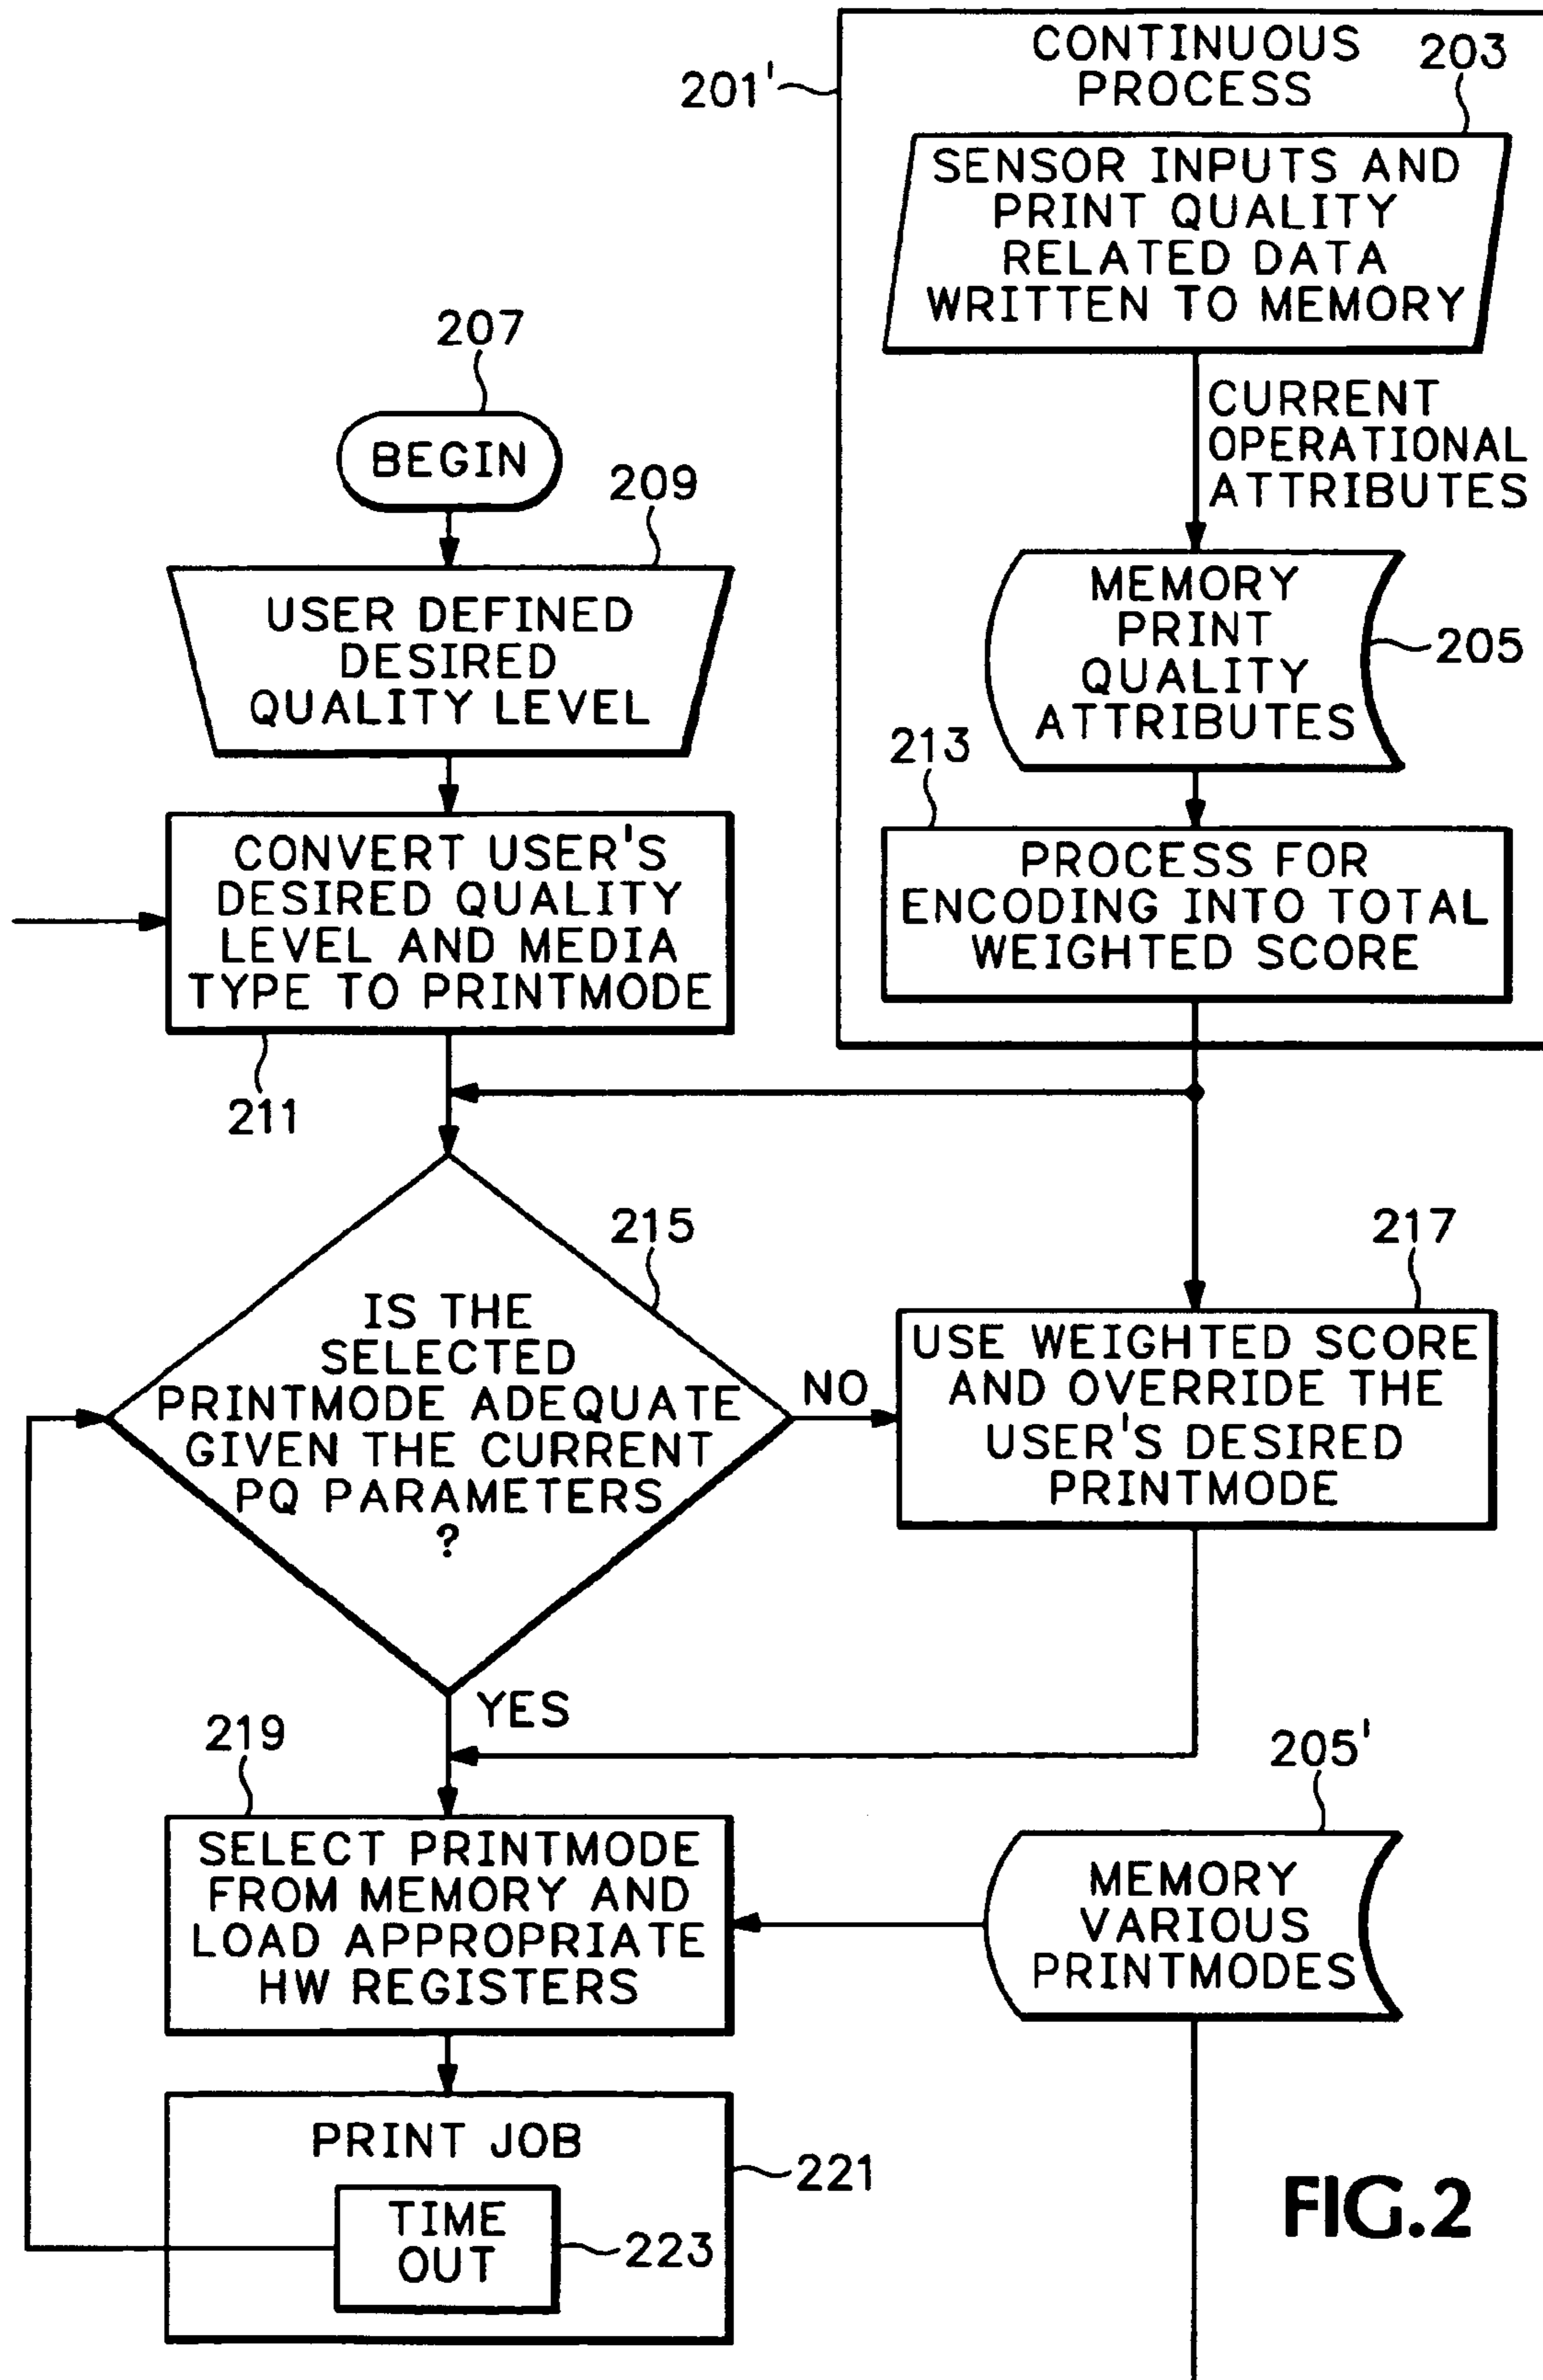 CONTINUOUS
PROCESS
203
201'
SENSOR INPUTS AND
PRINT QUALITY
RELATED DATA
WRITTEN TO MEMORY
207
BEGIN
CURRENT
OPERATIONAL
ATTRIBUTES
209
USER DEFINED
DESIRED
QUALITY LEVEL
MEMORY
PRINT
QUALITY
ATTRIBUTES
205
213
CONVERT USER'S
DESIRED QUALITY
LEVEL AND MEDIA
TYPE TO PRINTMODE
211
PROCESS FOR
ENCODING INTO TOTAL
WEIGHTED SCORE
215
IS THE
SELECTED
PRINTMODE ADEQUATE
GIVEN THE CURRENT
PQ PARAMETERS
?
NO
217
USE WEIGHTED SCORE
AND OVERRIDE THE
USER'S DESIRED
PRINTMODE
YES
219
SELECT PRINTMODE
FROM MEMORY AND
LOAD APPROPRIATE
HW REGISTERS
205'
MEMORY
VARIOUS
PRINTMODES
PRINT JOB
221
TIME
OUT
223
FIG.2